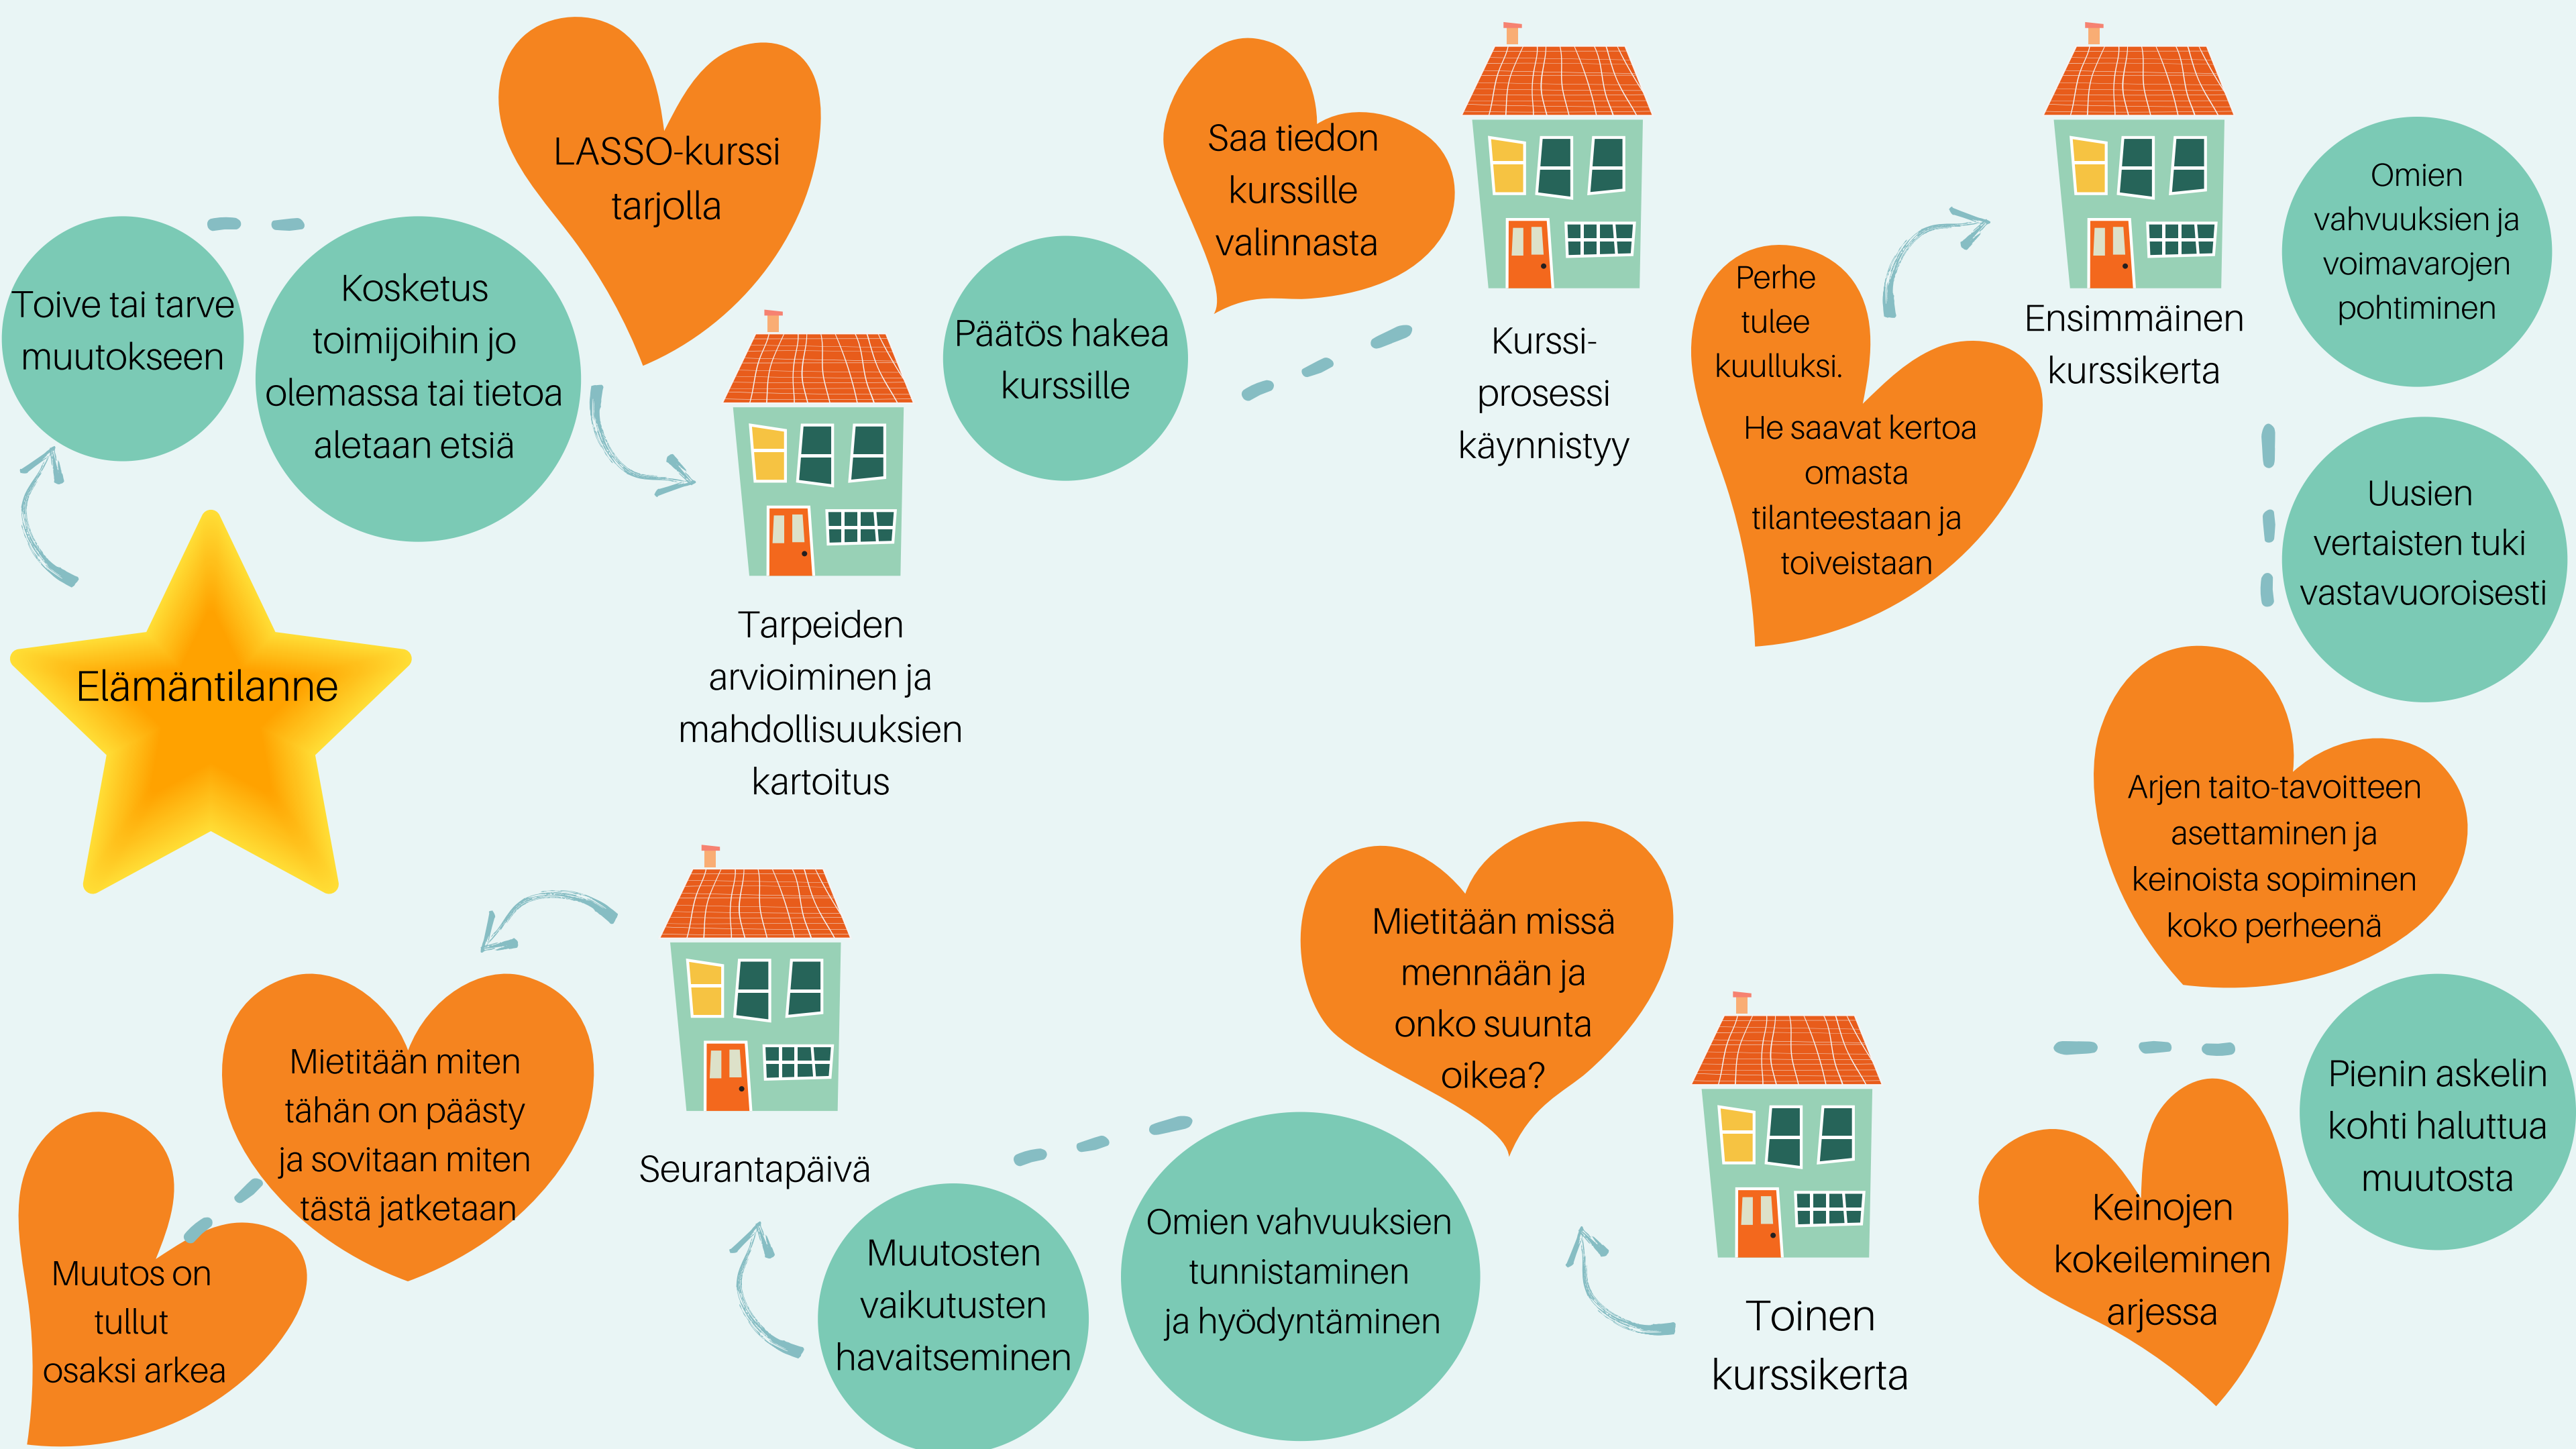 Elämäntilanne
Toive tai tarve
muutokseen
Kosketus
toimijoihin jo
olemassa tai tietoa
aletaan etsiä
LASSO-kurssi
tarjolla
Tarpeiden
arvioiminen ja
mahdollisuuksien
kartoitus
Päätös hakea
kurssille
Saa tiedon
kurssille
valinnasta
Kurssi-
prosessi
käynnistyy
Perhe
tulee
kuulluksi.
He saavat kertoa
omasta
tilanteestaan ja
toiveistaan
Ensimmäinen
kurssikerta
Omien
vahvuuksien ja
voimavarojen
pohtiminen
Uusien
vertaisten tuki
vastavuoroisesti
Arjen taito-tavoitteen
asettaminen ja
keinoista sopiminen
koko perheenä
Pienin askelin
kohti haluttua
muutosta
Keinojen
kokeileminen
arjessa
Toinen
kurssikerta
Mietitään missä
mennään ja
onko suunta
oikea?
Omien vahvuuksien
tunnistaminen
ja hyödyntäminen
Muutosten
vaikutusten
havaitseminen
Seurantapäivä
Mietitään miten
tähän on päästy
ja sovitaan miten
tästä jatketaan
Muutos on
tullut
osaksi arkea